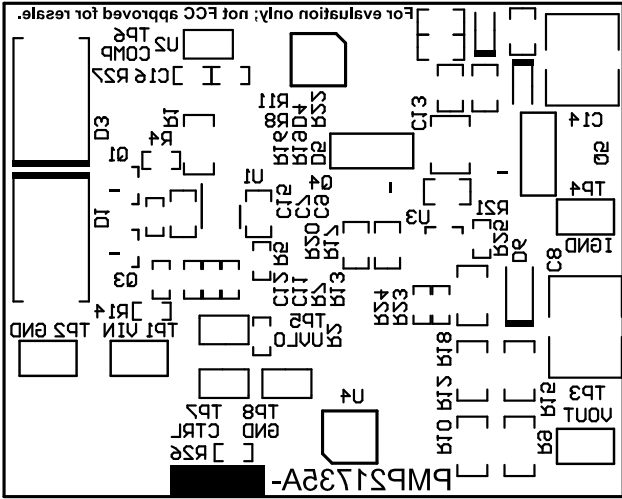 For evaluation only; not FCC approved for resale.
TP6
COMP
U2
C16
R27
D3
R1
R4
Q1
R11
R8
R16
R19
D4
D5
R22
C13
C14
Q5
TP4
IGND
D1
U1
C15
C7
C9
Q4
U3
R21
R25
D6
C8
R20
R17
R5
Q3
C12
C11
R7
R13
R24
R23
R14
TP2 GND
TP1 VIN
TP5
UVLO
R2
R18
R12
R15
TP3
VOUT
TP7
CTRL
TP8
GND
U4
R26
R10
R9
PMP21735A-